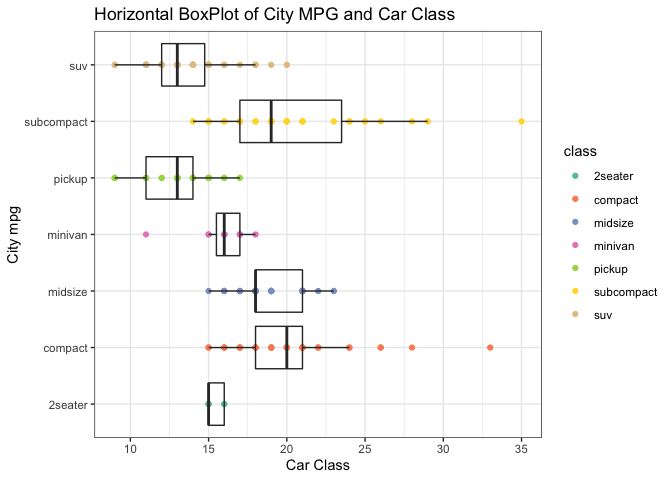 Horizontal BoxPlot of City MPG and Car Class
City mpg
suv
subcompact
pickup
minivan
midsize
compact
2seater
10 15 20 25 30 35
Car Class
class
2seater
compact
midsize
minivan
pickup
subcompact
suv